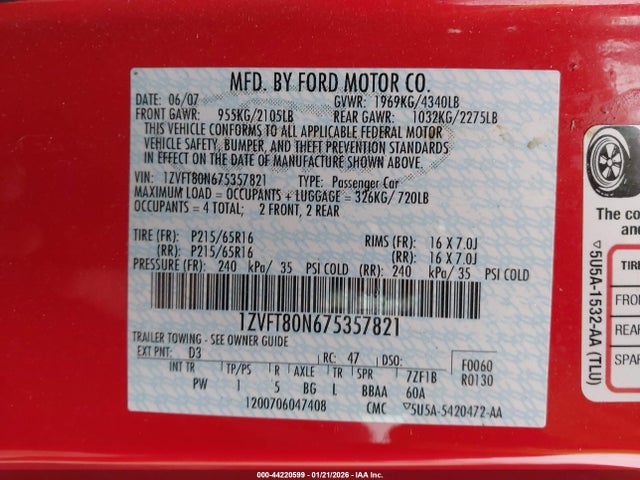 MFD. BY FORD MOTOR CO.
DATE: 06/07 GVWR: 1969KG/4340LB
FRONT GAWR: 955KG/2105LB REAR GAWR: 1032KG/2275LB
THIS VEHICLE CONFORMS TO ALL APPLICABLE FEDERAL MOTOR
VEHICLE SAFETY, BUMPER, AND THEFT PREVENTION STANDARDS
IN EFFECT ON THE DATE OF MANUFACTURE SHOWN ABOVE.
VIN: 1ZVFT80N675357821 TYPE: Passenger Car
MAXIMUM LOAD = OCCUPANTS + LUGGAGE = 326KG/ 720LB
OCCUPANTS = 4 TOTAL; 2 FRONT, 2 REAR
TIRE (FR): P215/65R16 RIMS (FR): 16 X 7.0J
(RR): P215/65R16 (RR): 16 X 7.0J
PRESSURE (FR): 240 kPa/ 35 PSI COLD (RR): 240 kPa/ 35 PSI COLD
1ZVFT80N675357821
TRAILER TOWING - SEE OWNER GUIDE
EXT PNT: D3 RC: 47 DSO: F0060
INT TR TP/PS R AXLE TR SPR 7ZF1B R0130
PW 1 5 BG L BBAA 60A
1200706047408 CMC ▽5U5A-5420472-AA
The co
and
TIRE
FRO
REAR
SPAR
▽5U5A-1532-AA (TLU)
000-44220599 - 01/21/2026 - IAA Inc.